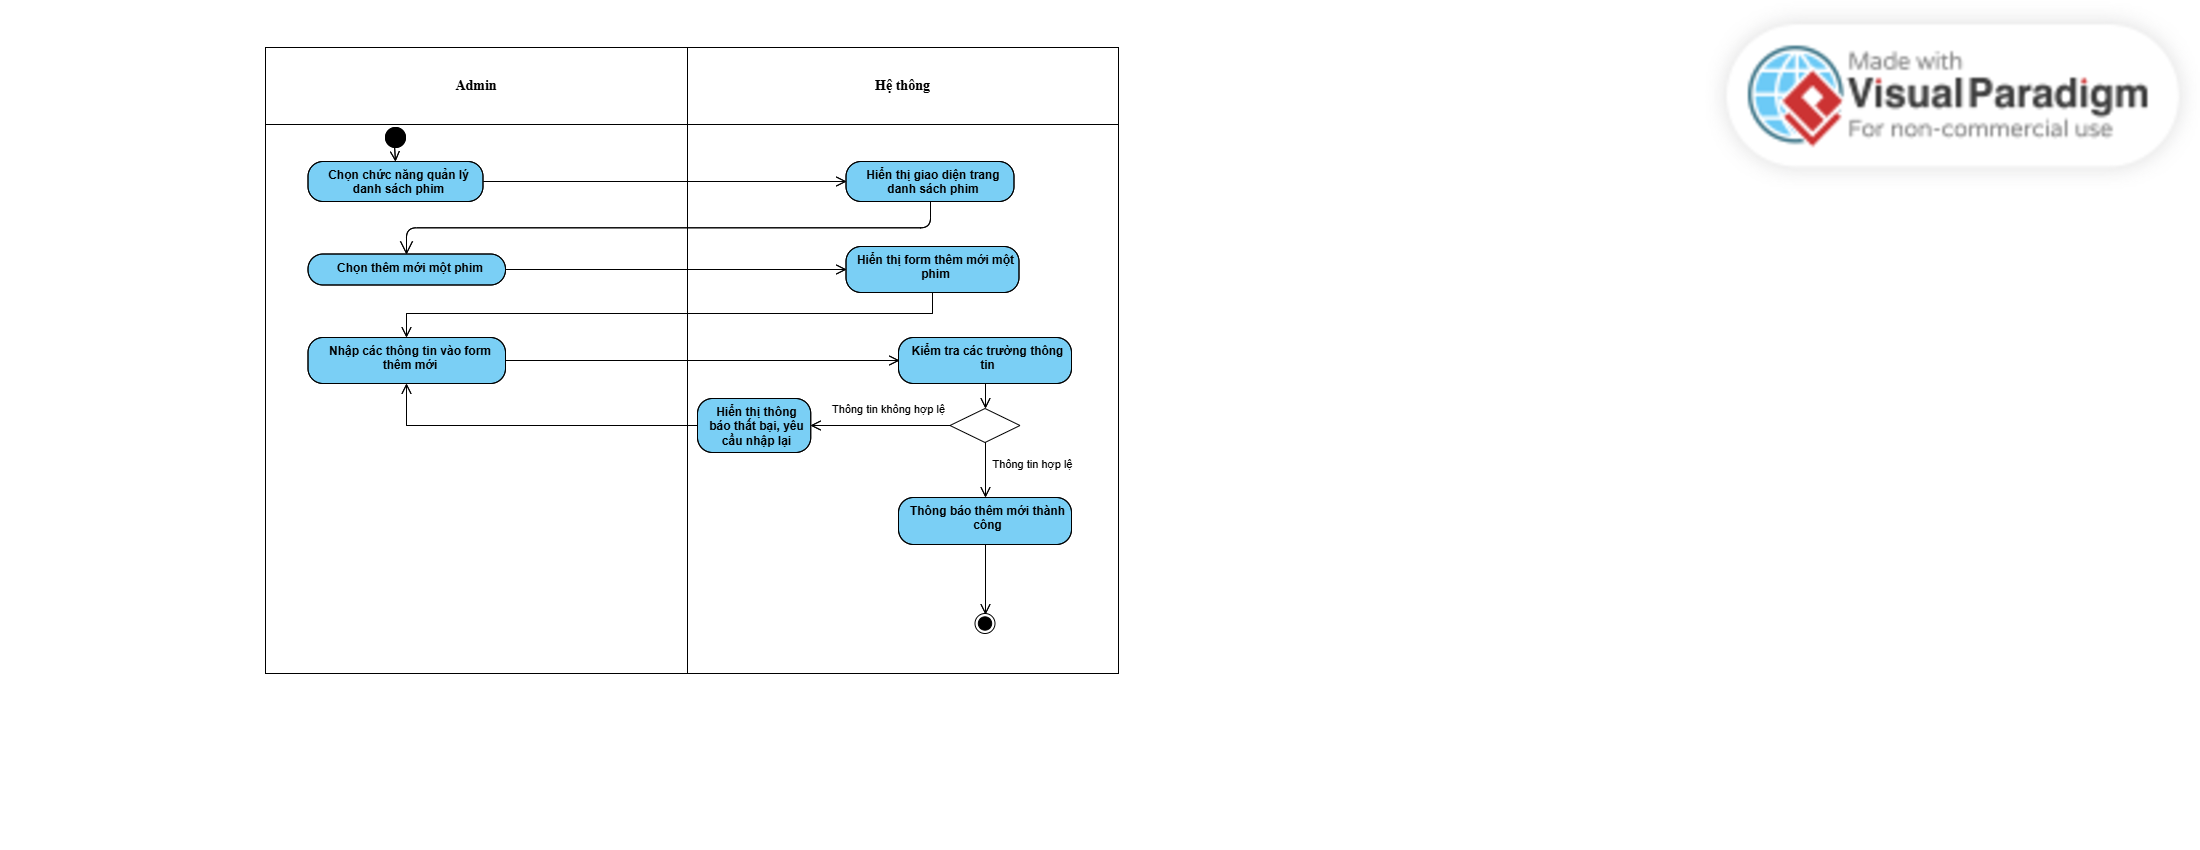 Made with
Visual Paradigm
For non-commercial use
Admin
Hệ thông
Chọn chức năng quản lý
danh sách phim
Hiển thị giao diện trang
danh sách phim
Chọn thêm mới một phim
Hiển thị form thêm mới một
phim
Nhập các thông tin vào form
thêm mới
Kiểm tra các trường thông
tin
Hiển thị thông
báo thất bại, yêu
cầu nhập lại
Thông tin không hợp lệ
Thông tin hợp lệ
Thông báo thêm mới thành
công